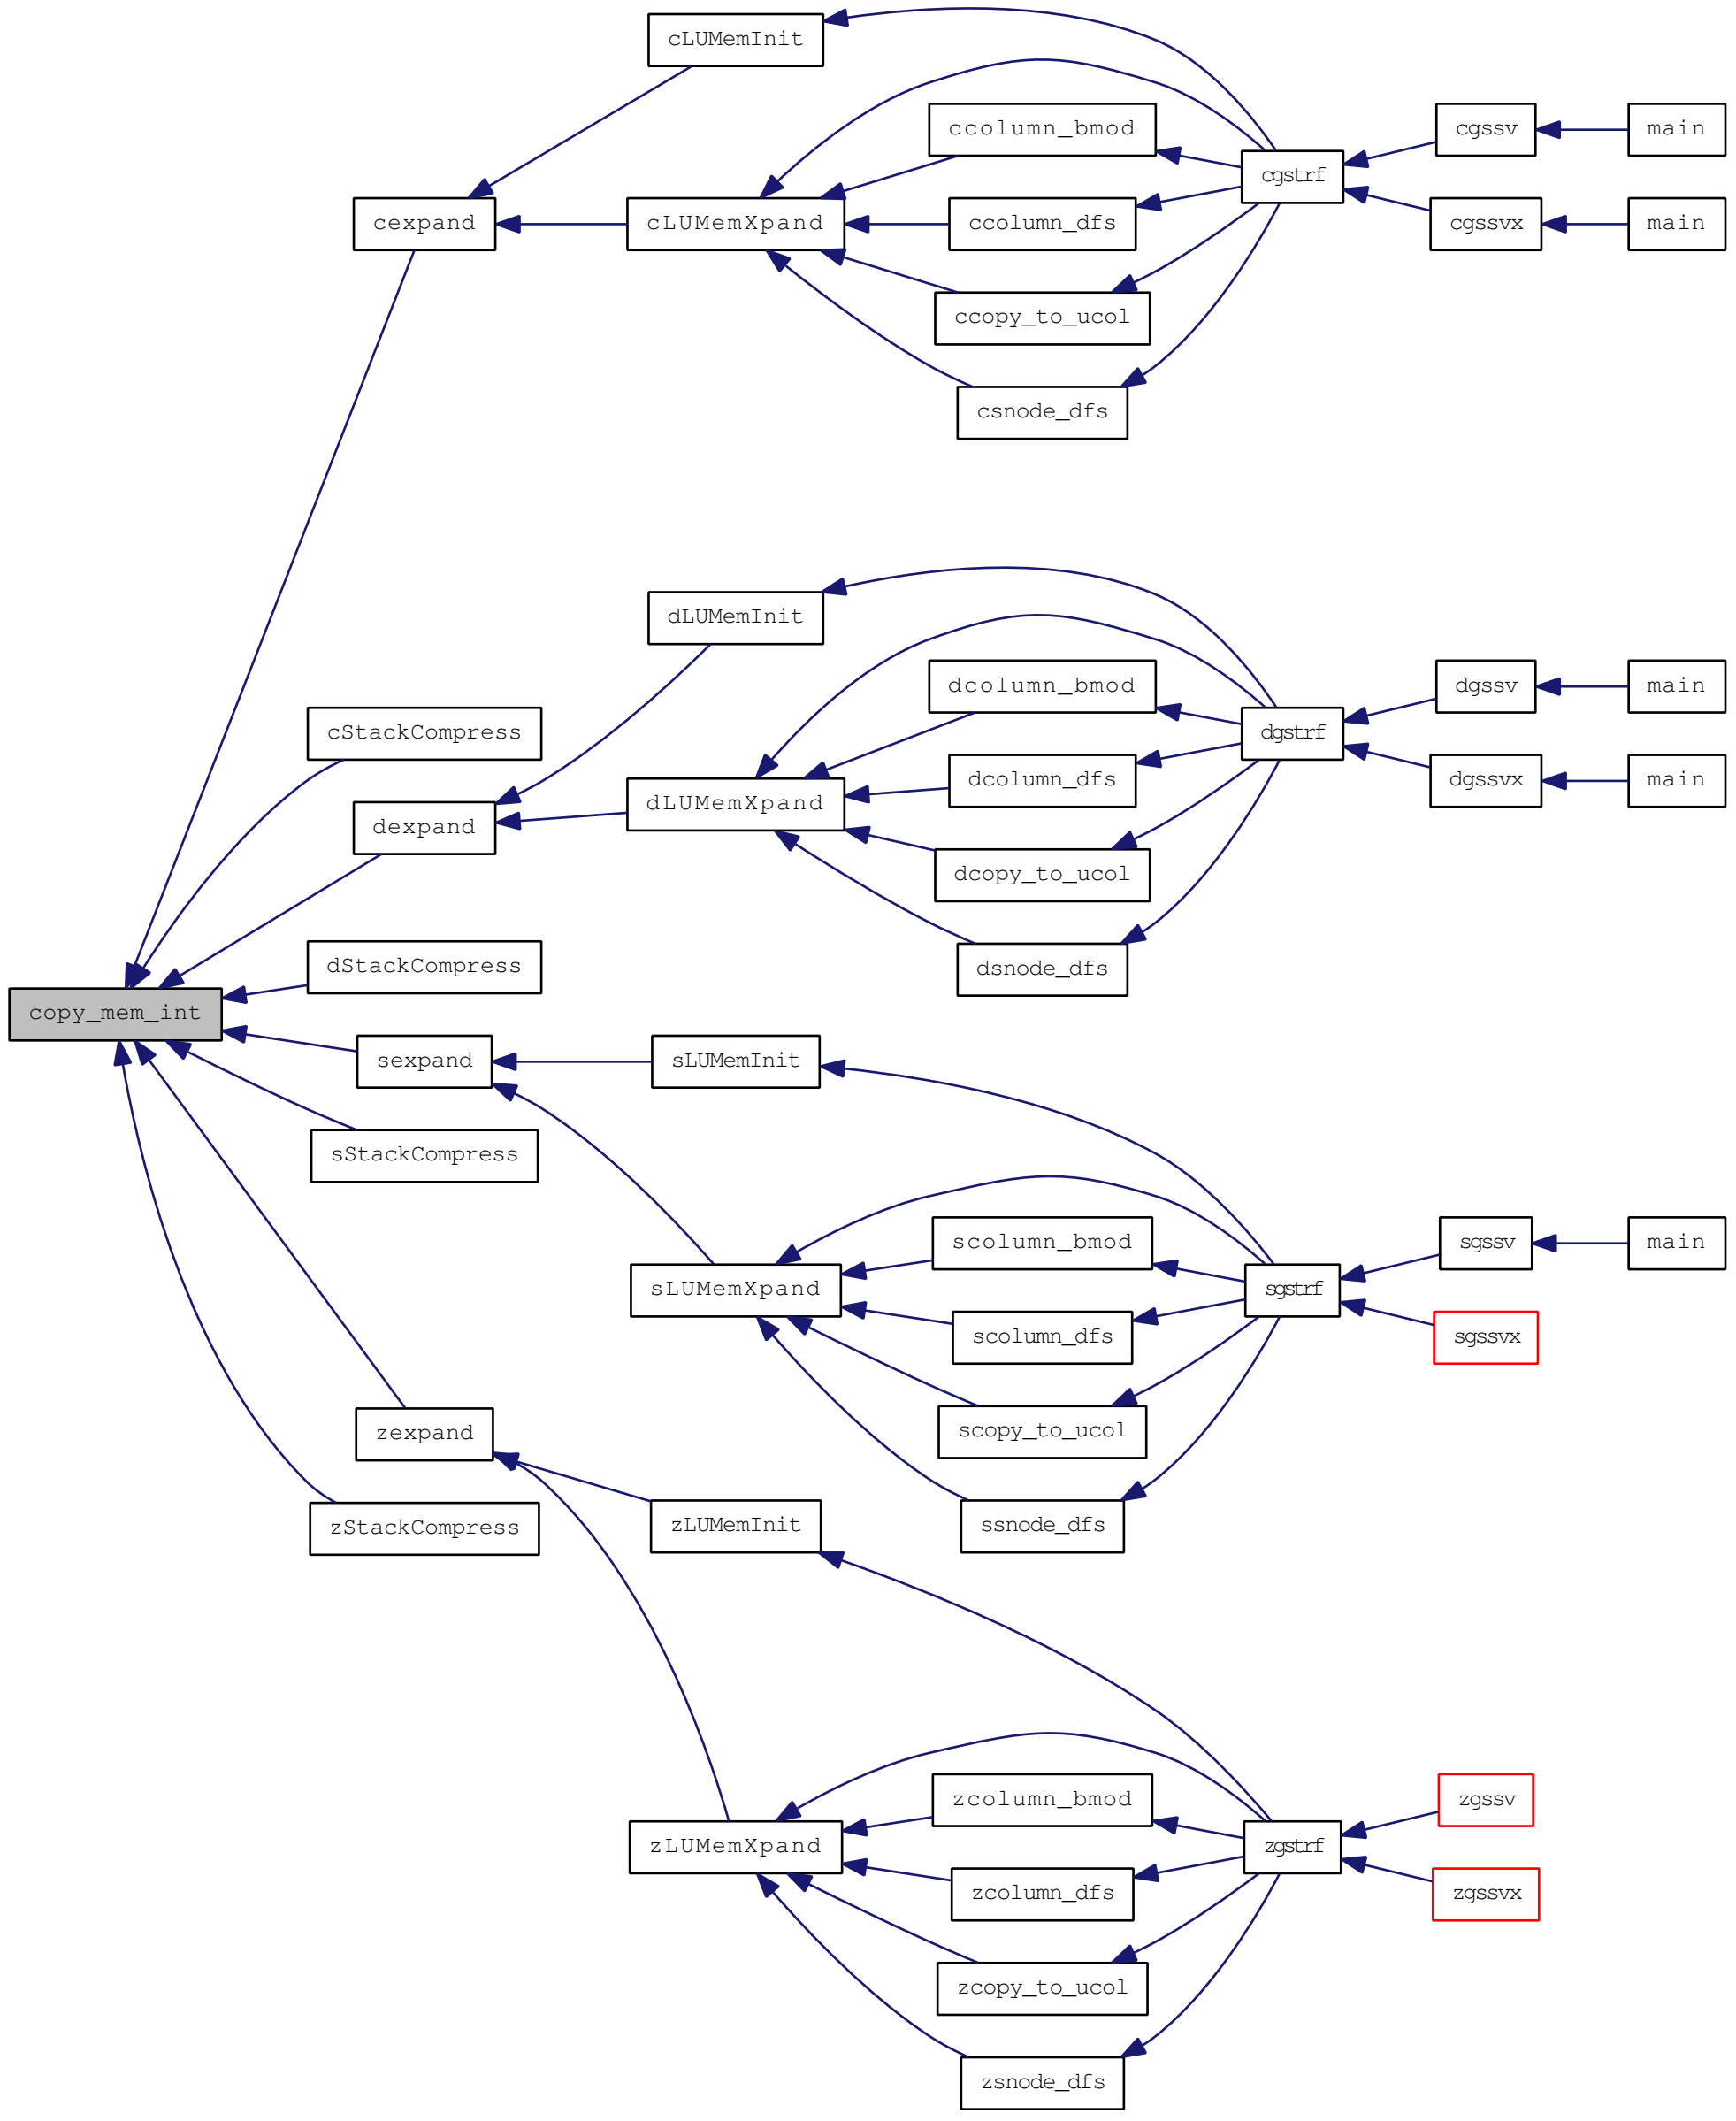 cLUMemInit
ccolumn_bmod
cgssv
main
cgstrf
cexpand
cLUMemXpand
ccolumn_dfs
cgssvx
main
ccopy_to_ucol
csnode_dfs
dLUMemInit
dcolumn_bmod
dgssv
main
cStackCompress
dgstrf
dcolumn_dfs
dgssvx
main
dexpand
dLUMemXpand
dcopy_to_ucol
dStackCompress
dsnode_dfs
copy_mem_int
sexpand
sLUMemInit
sStackCompress
scolumn_bmod
sgssv
main
sLUMemXpand
sgstrf
scolumn_dfs
sgssvx
zexpand
scopy_to_ucol
zStackCompress
zLUMemInit
ssnode_dfs
zcolumn_bmod
zgssv
zLUMemXpand
zgstrf
zcolumn_dfs
zgssvx
zcopy_to_ucol
zsnode_dfs